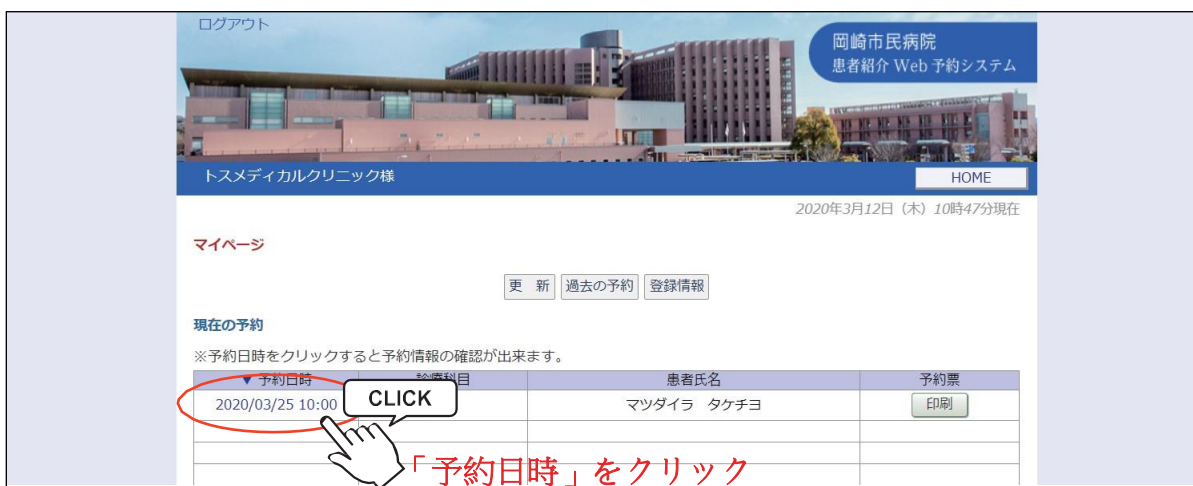 ログアウト
岡崎市民病院
患者紹介 Web 予約システム
トスメディカルクリニック様
HOME
2020年3月12日（木）10時47分現在
マイページ
更　新 過去の予約 登録情報
現在の予約
※予約日時をクリックすると予約情報の確認が出来ます。
▼ 予約日時 診療科目 患者氏名 予約票
2020/03/25 10:00 マツダイラ　タケチヨ 印刷
CLICK
「予約日時」をクリック